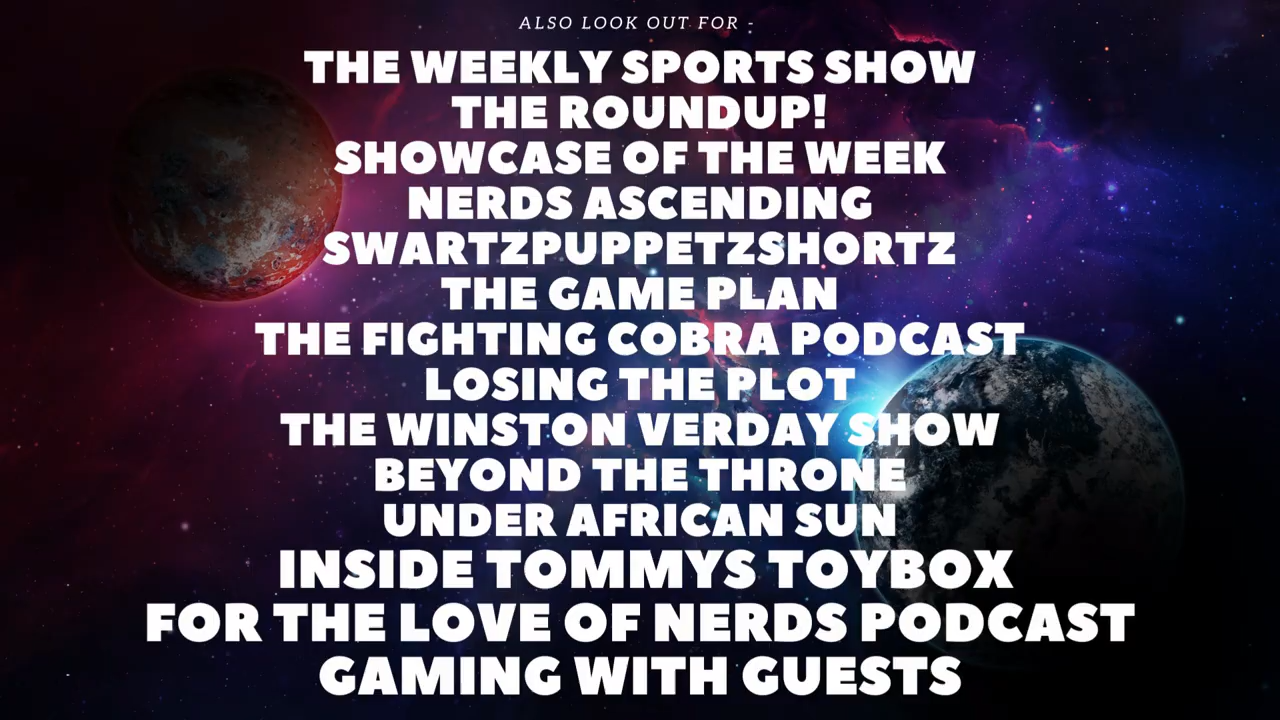 ALSO LOOK OUT FOR -
THE WEEKLY SPORTS SHOW
THE ROUNDUP!
SHOWCASE OF THE WEEK
NERDS ASCENDING
SWARTZPUPPETZSHORTZ
THE GAME PLAN
THE FIGHTING COBRA PODCAST
LOSING THE PLOT
THE WINSTON VERDAY SHOW
BEYOND THE THRONE
UNDER AFRICAN SUN
INSIDE TOMMYS TOYBOX
FOR THE LOVE OF NERDS PODCAST
GAMING WITH GUESTS